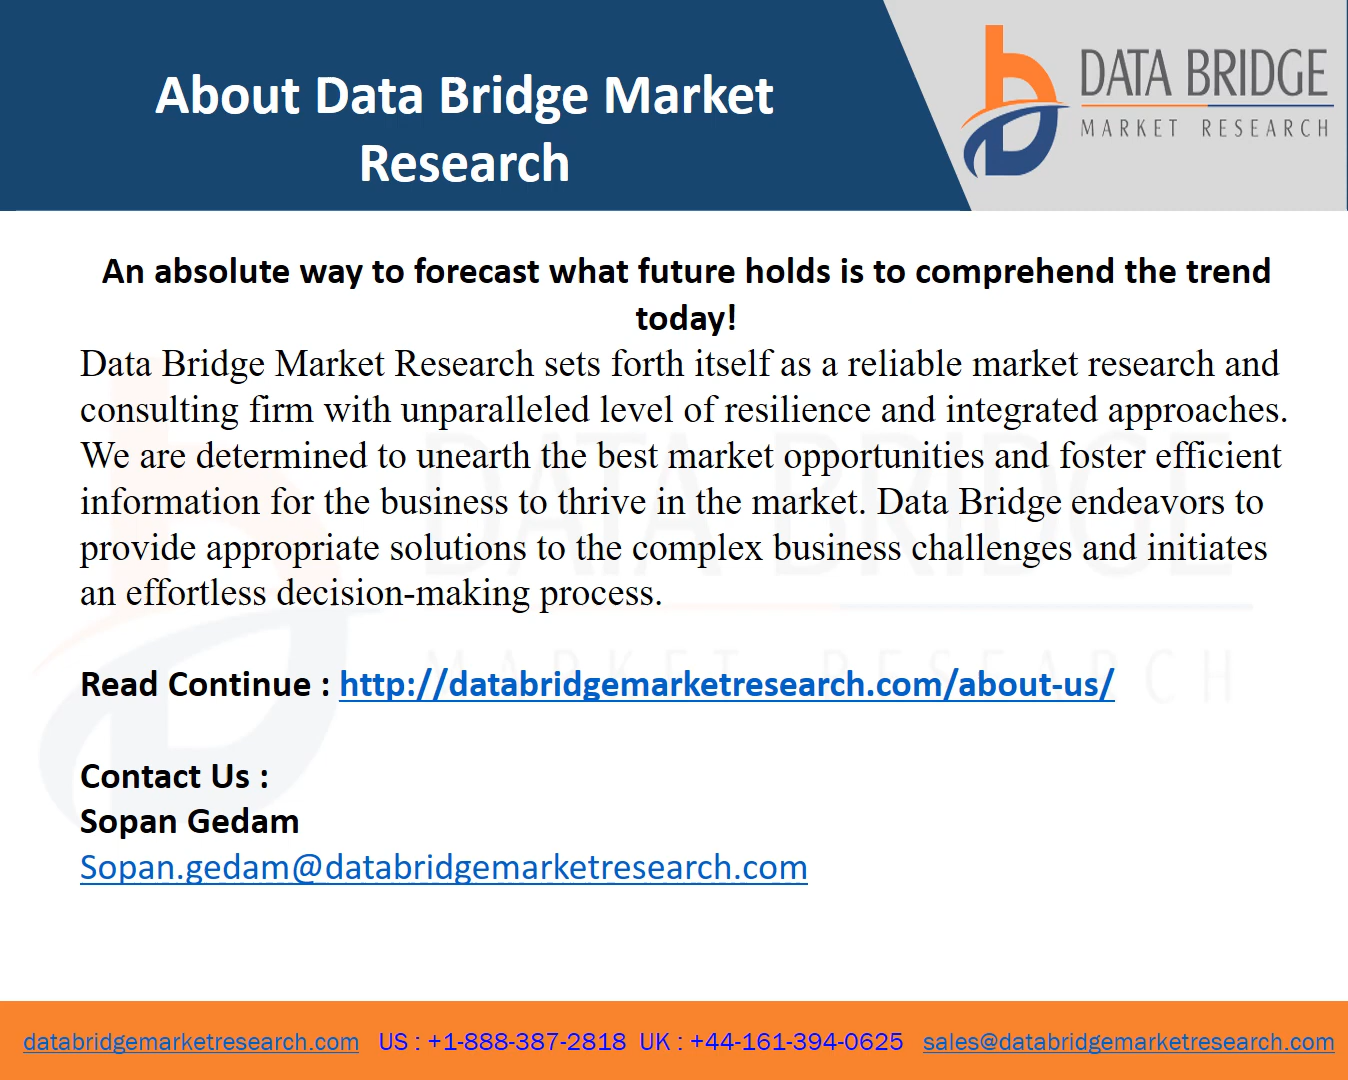 About Data Bridge Market
Research
DATA BRIDGE
MARKET RESEARCH
An absolute way to forecast what future holds is to comprehend the trend
today!
Data Bridge Market Research sets forth itself as a reliable market research and
consulting firm with unparalleled level of resilience and integrated approaches.
We are determined to unearth the best market opportunities and foster efficient
information for the business to thrive in the market. Data Bridge endeavors to
provide appropriate solutions to the complex business challenges and initiates
an effortless decision-making process.
DATA BRIDGE
MARKET RESEARCH
Read Continue : http://databridgemarketresearch.com/about-us/
Contact Us :
Sopan Gedam
Sopan.gedam@databridgemarketresearch.com
databridgemarketresearch.com US : +1-888-387-2818 UK : +44-161-394-0625 sales@databridgemarketresearch.com